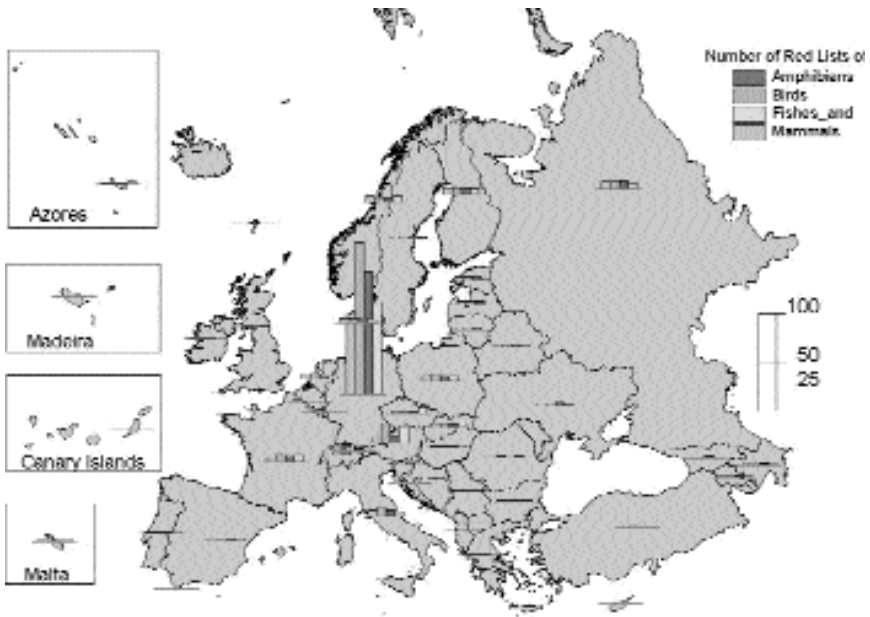 Number of Red Lists of
Amphibians
Birds
Fishes_and
Mammals
Azores
Madeira
Canary Islands
Malta
100
50
25